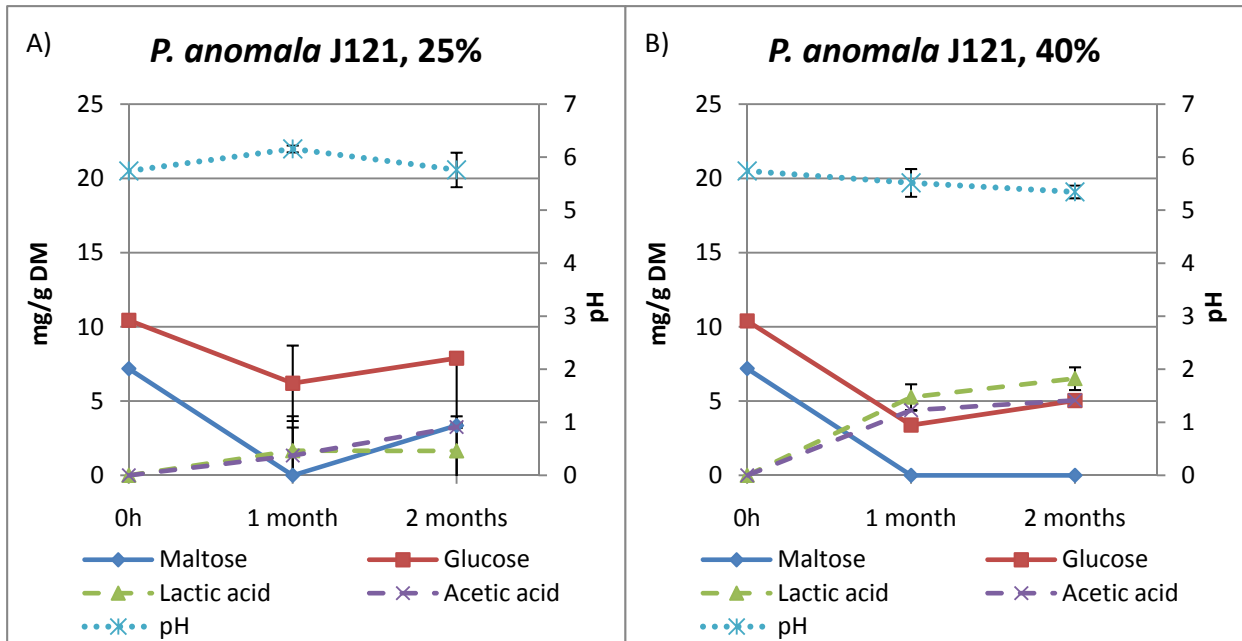 A)
P. anomala J121, 25%
25
20
15
10
5
0
mg/g DM
7
6
5
4
3
2
1
0
pH
0h 1 month 2 months
Maltose Glucose
Lactic acid Acetic acid
pH
B)
P. anomala J121, 40%
25
20
15
10
5
0
mg/g DM
7
6
5
4
3
2
1
0
pH
0h 1 month 2 months
Maltose Glucose
Lactic acid Acetic acid
pH